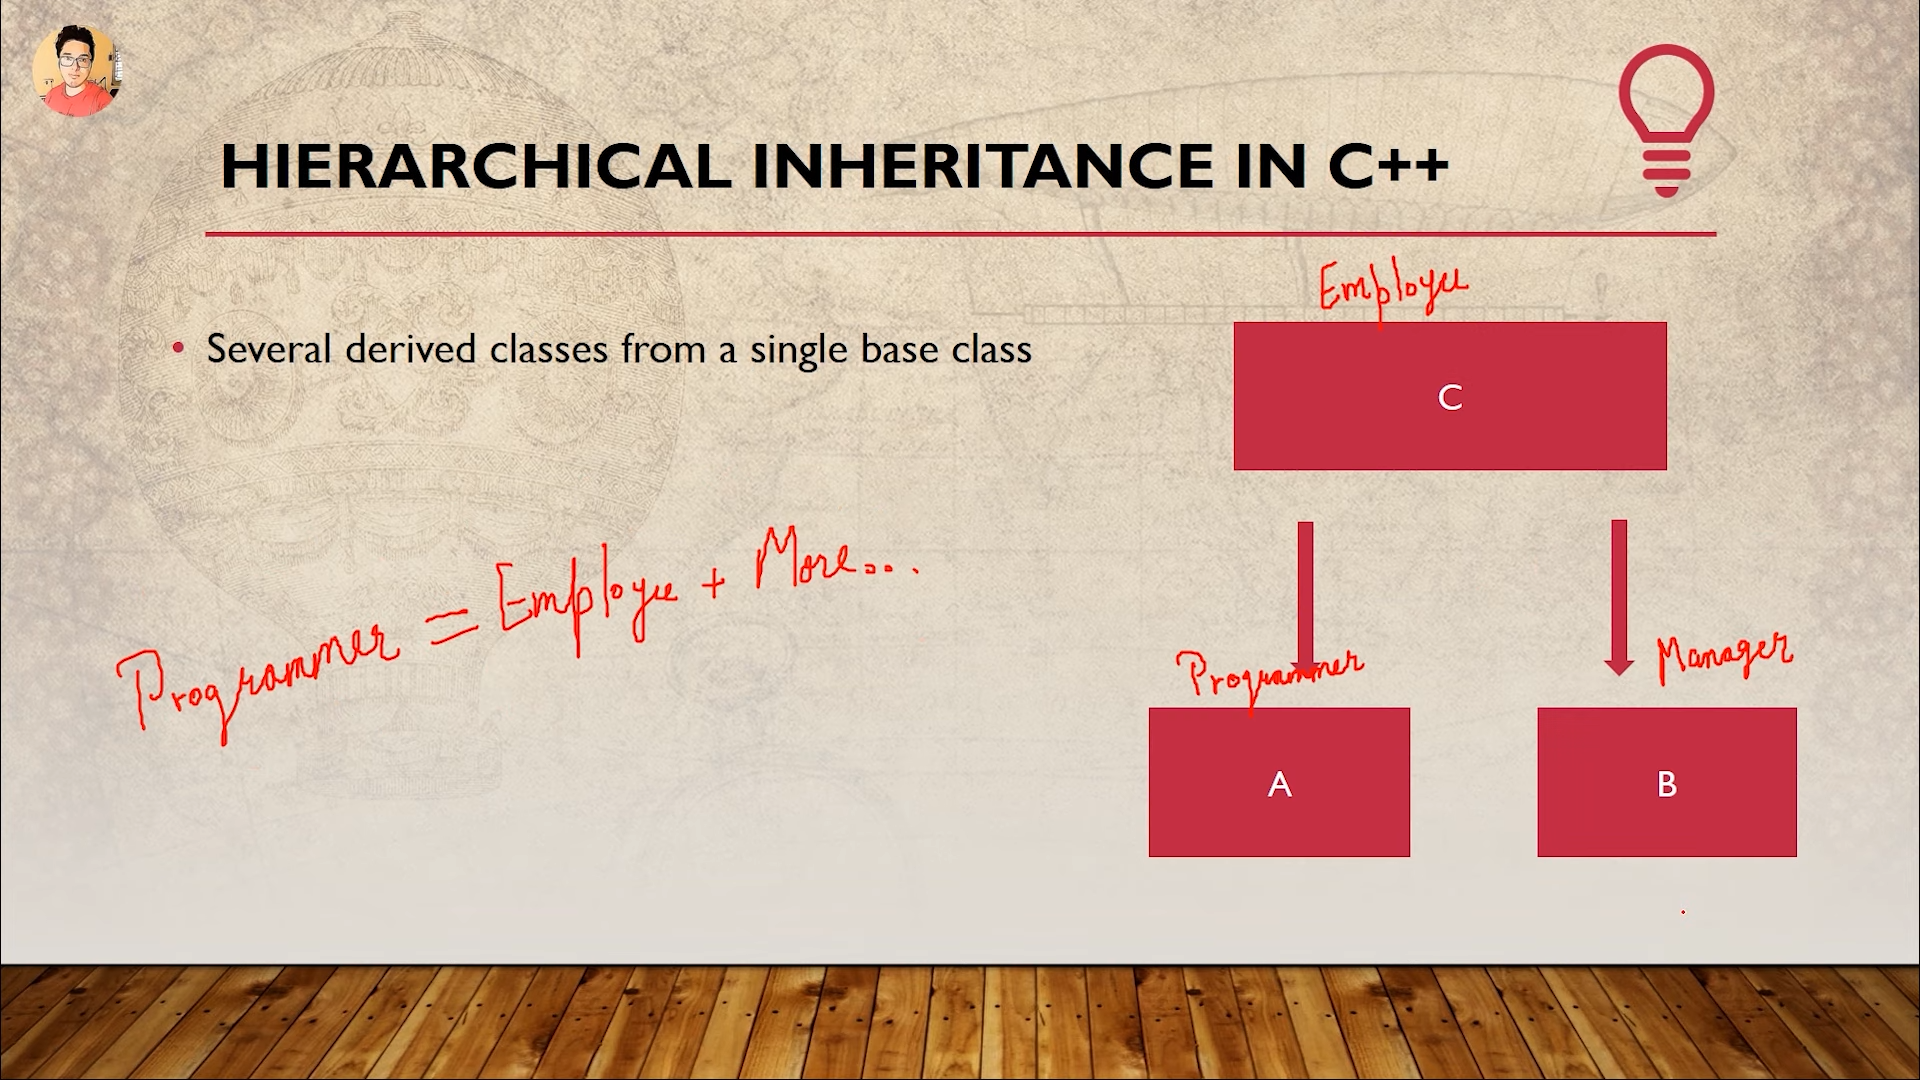 HIERARCHICAL INHERITANCE IN C++
• Several derived classes from a single base class
Employee
C
Programmer = Employee + More...
Programmer
Manager
A
B